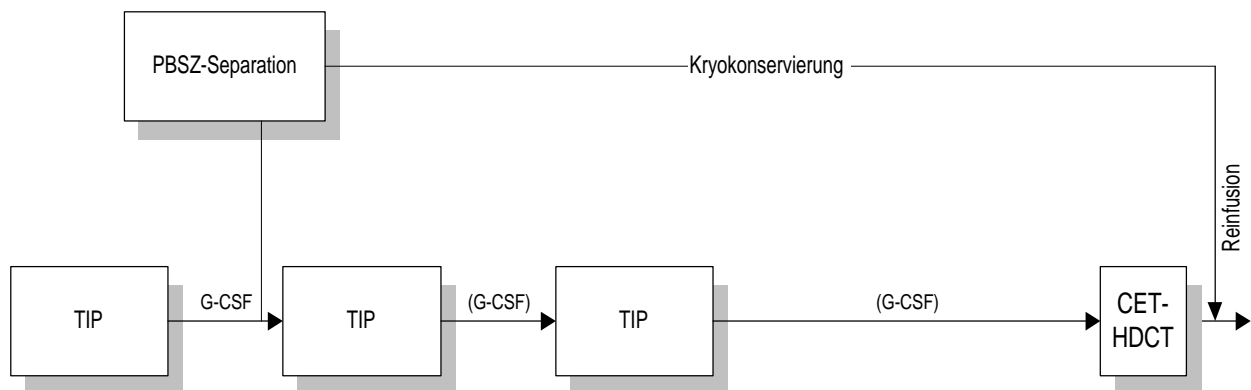 PBSZ-Separation
Kryokonservierung
Reinfusion
TIP
G-CSF
TIP
(G-CSF)
TIP
(G-CSF)
CET-
HDCT